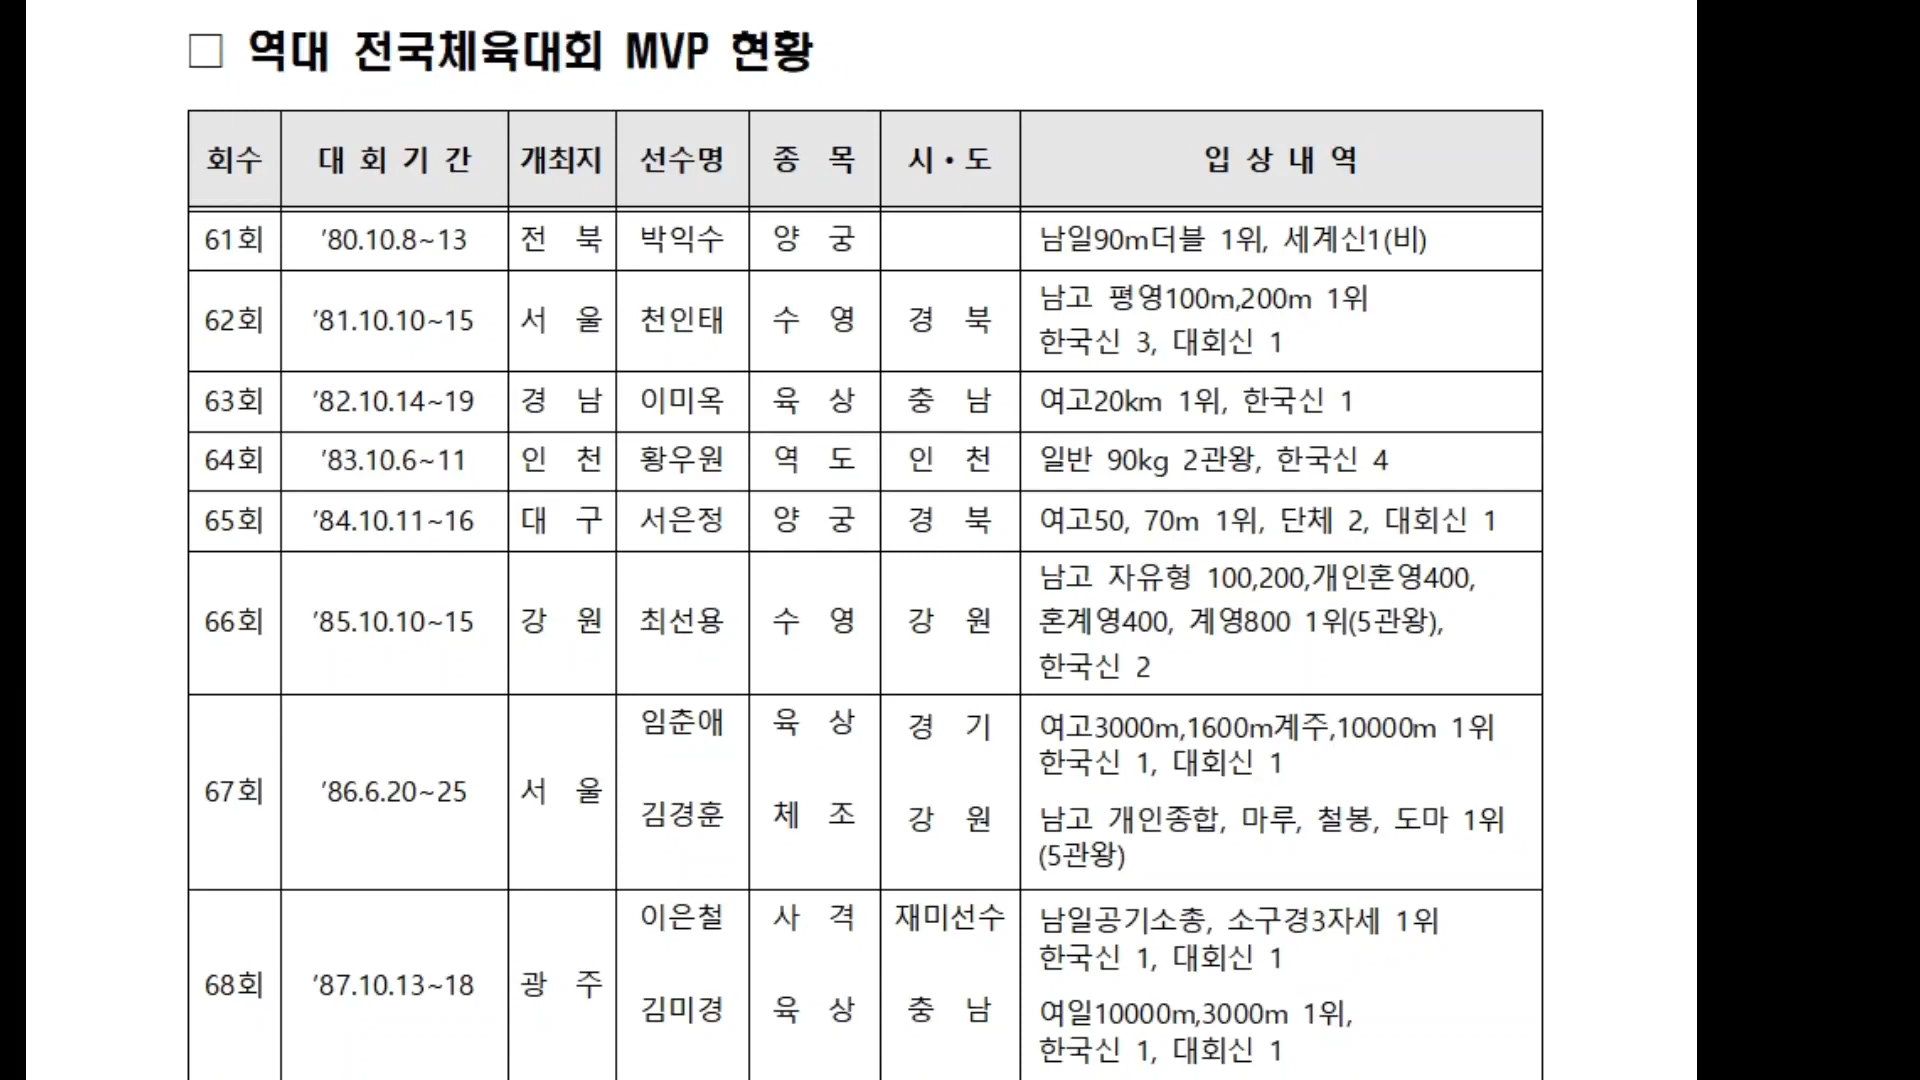 □ 역대 전국체육대회 MVP 현황
회수 대 회 기 간 개최지 선수명 종 목 시·도 입 상 내 역
61회 '80.10.8~13 전 북 박익수 양 궁 남일90m더블 1위, 세계신1(비)
62회 '81.10.10~15 서 울 천인태 수 영 경 북 남고 평영100m,200m 1위
한국신 3, 대회신 1
63회 '82.10.14~19 경 남 이미옥 육 상 충 남 여고20km 1위, 한국신 1
64회 '83.10.6~11 인 천 황우원 역 도 인 천 일반 90kg 2관왕, 한국신 4
65회 '84.10.11~16 대 구 서은정 양 궁 경 북 여고50, 70m 1위, 단체 2, 대회신 1
66회 '85.10.10~15 강 원 최선용 수 영 강 원 남고 자유형 100,200,개인혼영400,
혼계영400, 계영800 1위(5관왕),
한국신 2
67회 '86.6.20~25 서 울 임춘애 육 상 경 기 여고3000m,1600m계주,10000m 1위
한국신 1, 대회신 1
김경훈 체 조 강 원 남고 개인종합, 마루, 철봉, 도마 1위
(5관왕)
68회 '87.10.13~18 광 주 이은철 사 격 재미선수 남일공기소총, 소구경3자세 1위
한국신 1, 대회신 1
김미경 육 상 충 남 여일10000m,3000m 1위,
한국신 1, 대회신 1